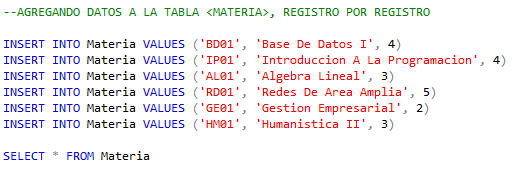 --AGREGANDO DATOS A LA TABLA <MATERIA>, REGISTRO POR REGISTRO
INSERT INTO Materia VALUES ('BD01', 'Base De Datos I', 4)
INSERT INTO Materia VALUES ('IP01', 'Introduccion A La Programacion', 4)
INSERT INTO Materia VALUES ('AL01', 'Algebra Lineal', 3)
INSERT INTO Materia VALUES ('RD01', 'Redes De Area Amplia', 5)
INSERT INTO Materia VALUES ('GE01', 'Gestion Empresarial', 2)
INSERT INTO Materia VALUES ('HM01', 'Humanistica II', 3)
SELECT * FROM Materia